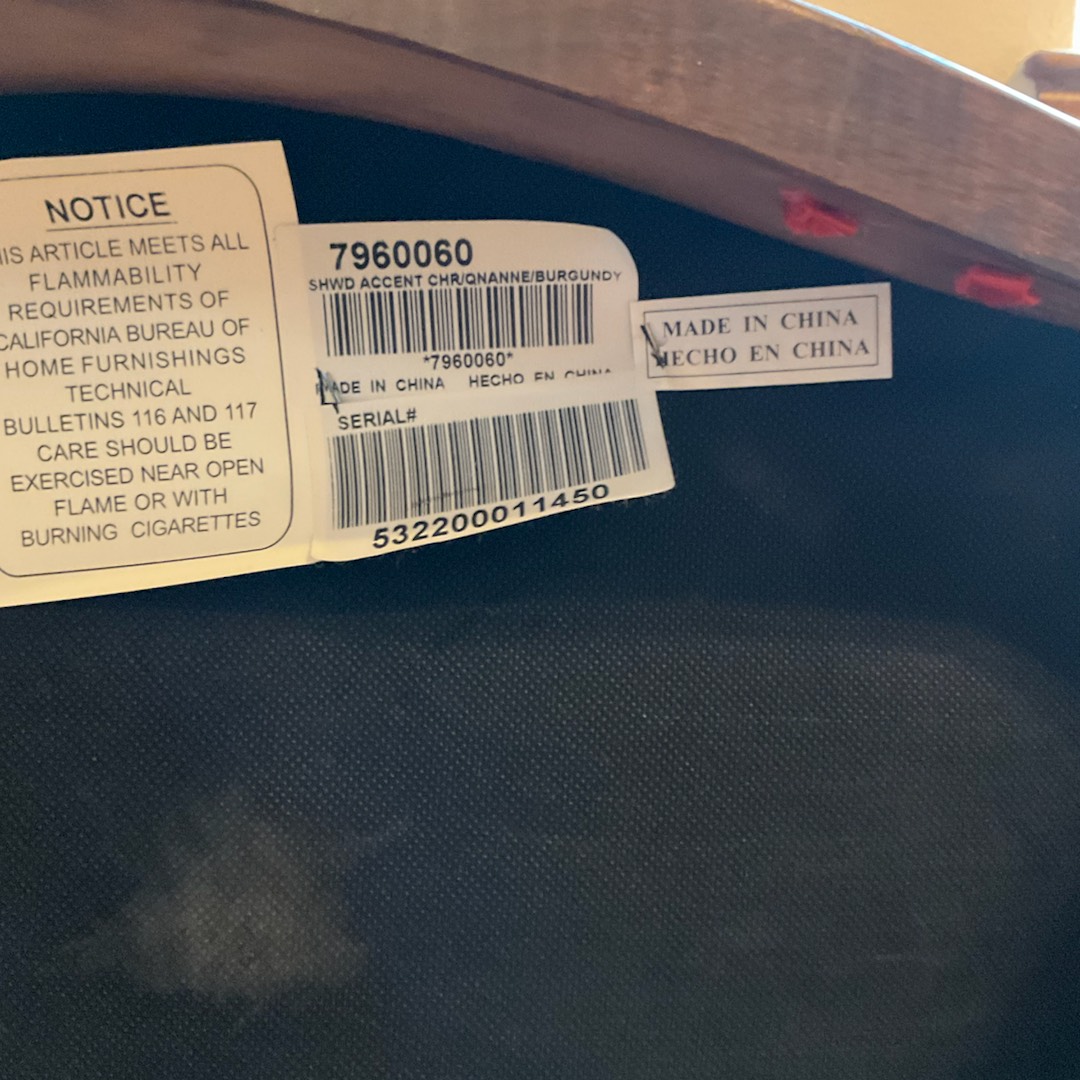 NOTICE
IS ARTICLE MEETS ALL
FLAMMABILITY
REQUIREMENTS OF
CALIFORNIA BUREAU OF
HOME FURNISHINGS
TECHNICAL
BULLETINS 116 AND 117
CARE SHOULD BE
EXERCISED NEAR OPEN
FLAME OR WITH
BURNING CIGARETTES
7960060
SHWD ACCENT CHR/QNANNE/BURGUNDY
*7960060*
MADE IN CHINA HECHO EN CHINA
SERIAL#
532200011450
MADE IN CHINA
HECHO EN CHINA